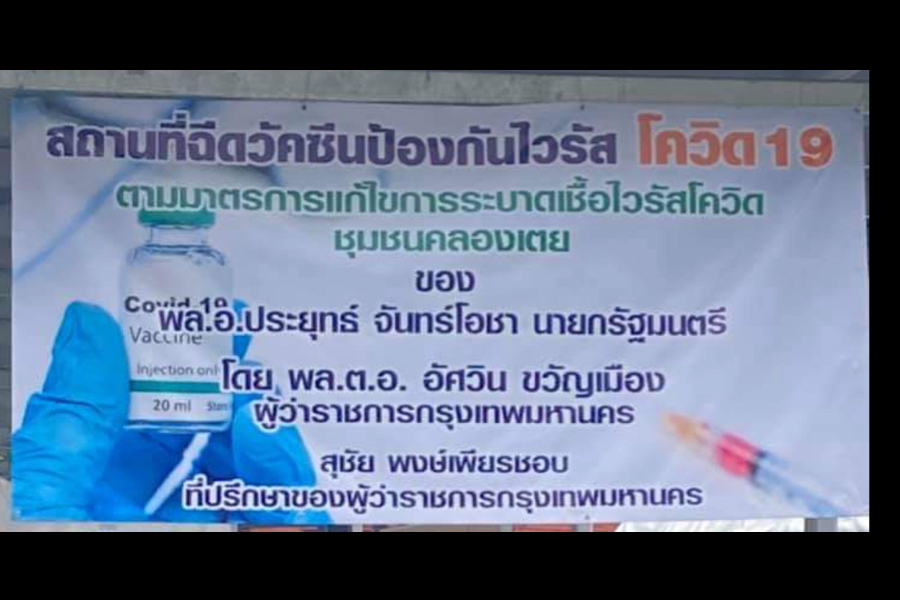 สถานที่ฉีดวัคซีนป้องกันไวรัส โควิด 19
ตามมาตรการแก้ไขการระบาดเชื้อไวรัสโควิด
ชุมชนคลองเตย
ของ
พล.อ.ประยุทธ์ จันทร์โอชา นายกรัฐมนตรี
โดย พล.ต.อ. อัศวิน ขวัญเมือง
ผู้ว่าราชการกรุงเทพมหานคร
สุชัย พงษ์เพียรชอบ
ที่ปรึกษาของผู้ว่าราชการกรุงเทพมหานคร
Covid-19
Vaccine
Injection only
20 ml